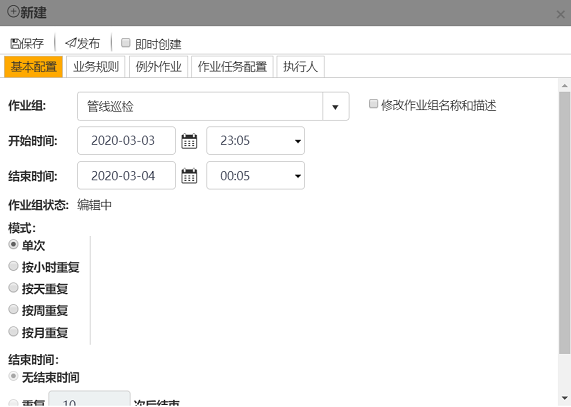 新建
保存 发布 即时创建
基本配置 业务规则 例外作业 作业任务配置 执行人
作业组: 管线巡检 修改作业组名称和描述
开始时间: 2020-03-03 23:05
结束时间: 2020-03-04 00:05
作业组状态: 编辑中
模式:
单次
按小时重复
按天重复
按周重复
按月重复
结束时间:
无结束时间
重复 10 次后结束